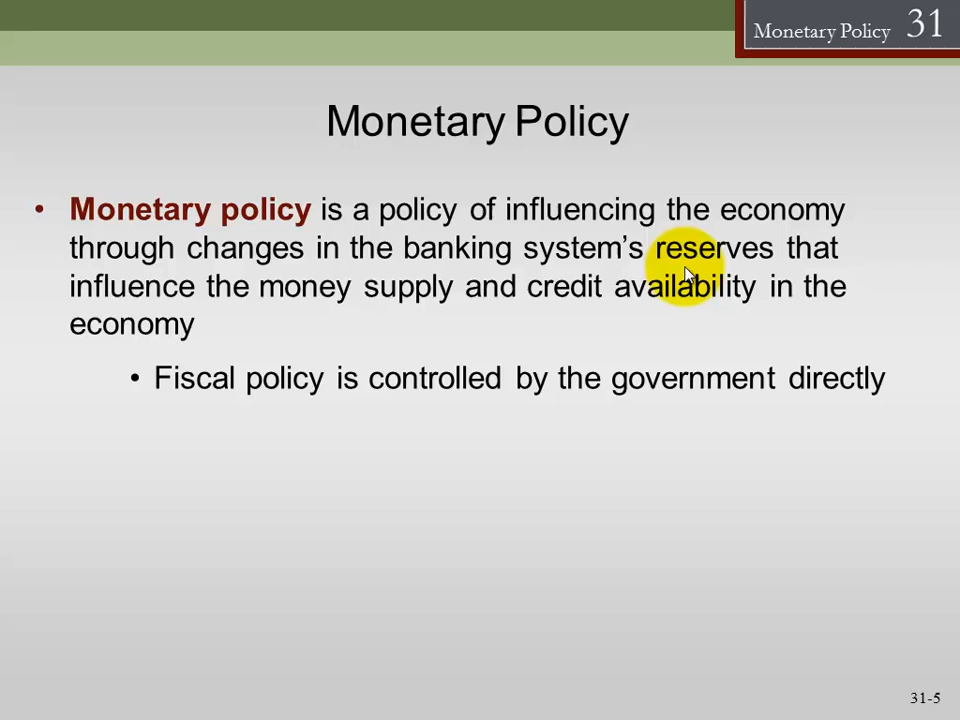 Monetary Policy 31
Monetary Policy
• Monetary policy is a policy of influencing the economy
through changes in the banking system’s reserves that
influence the money supply and credit availability in the
economy
• Fiscal policy is controlled by the government directly
31-5